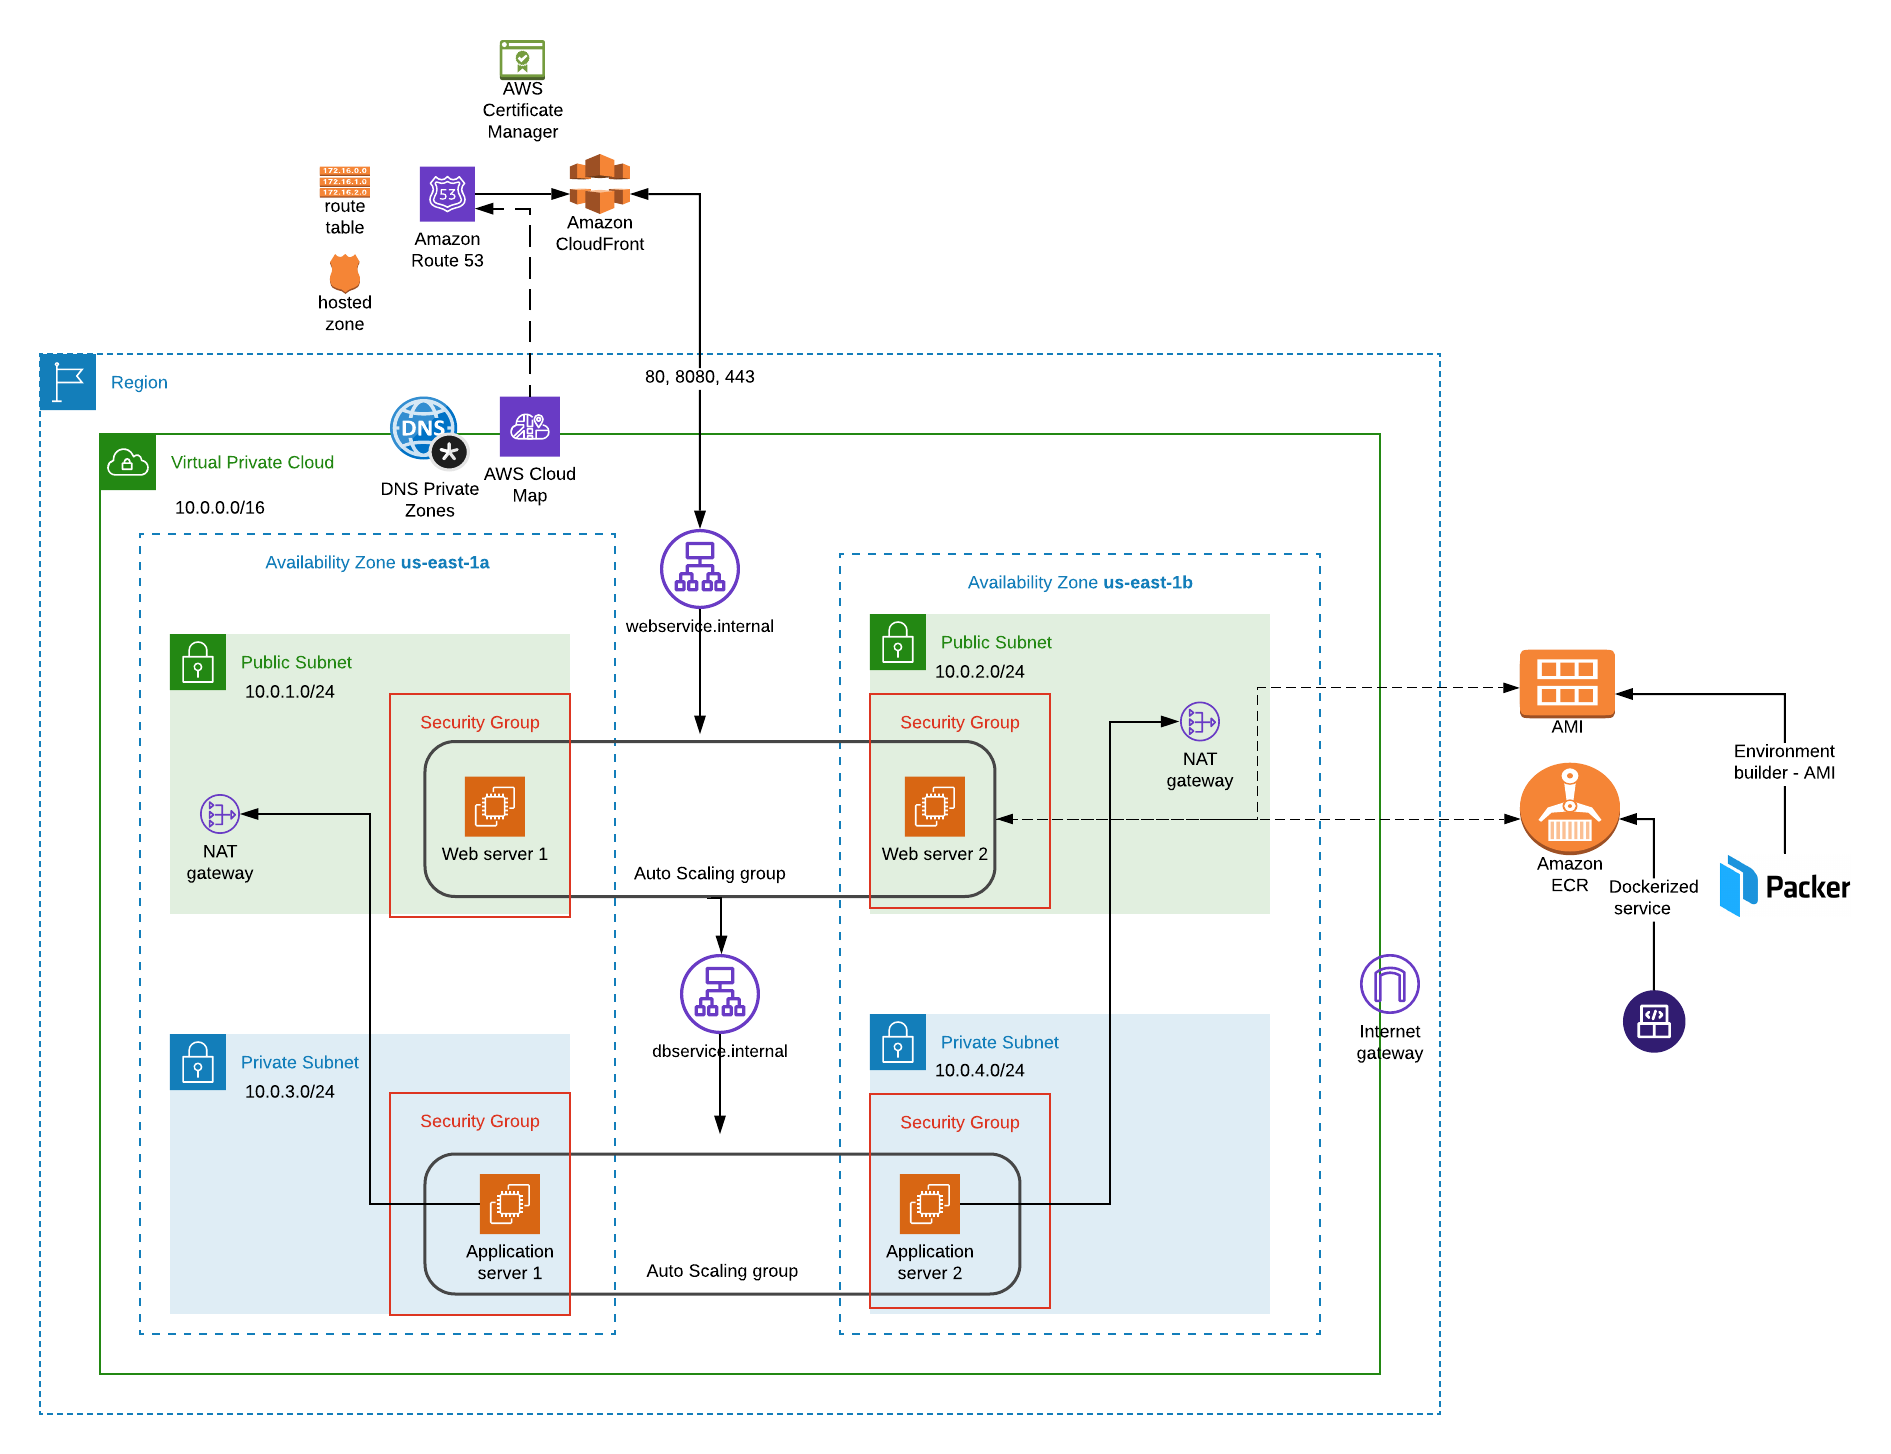 AWS
Certificate
Manager
172.16.0.0
172.16.1.0
172.16.2.0
route
table
53
Amazon
Route 53
Amazon
CloudFront
hosted
zone
Region
80, 8080, 443
DNS
*
DNS Private
Zones
AWS Cloud
Map
Virtual Private Cloud
10.0.0.0/16
Availability Zone us-east-1a
webservice.internal
Availability Zone us-east-1b
Public Subnet
10.0.1.0/24
Security Group
Web server 1
NAT
gateway
Auto Scaling group
Public Subnet
10.0.2.0/24
Security Group
Web server 2
NAT
gateway
AMI
Environment
builder - AMI
Amazon
ECR
Dockerized
service
Packer
</>
dbservice.internal
Internet
gateway
Private Subnet
10.0.3.0/24
Security Group
Application
server 1
Auto Scaling group
Private Subnet
10.0.4.0/24
Security Group
Application
server 2